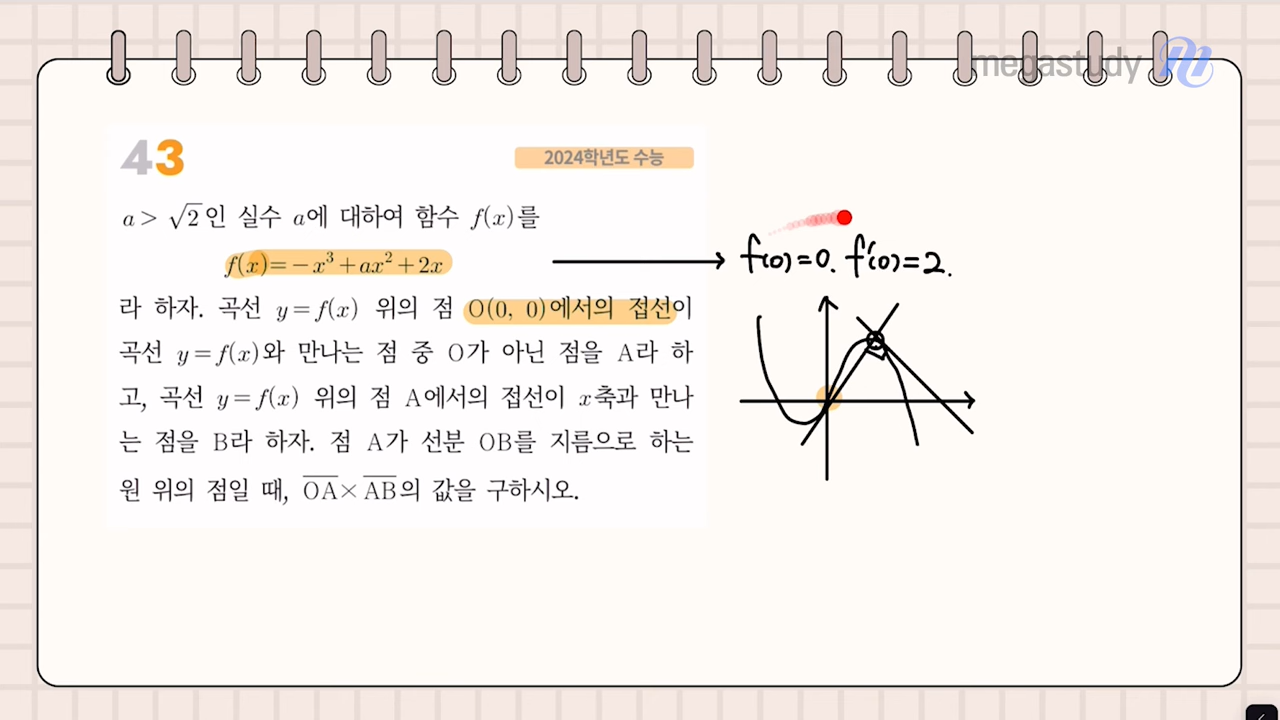 megastudy
43
2024학년도 수능
a > √2인 실수 a에 대하여 함수 f(x)를
f(x)=-x³+ax²+2x
라 하자. 곡선 y=f(x) 위의 점 O(0, 0)에서의 접선이
곡선 y=f(x)와 만나는 점 중 O가 아닌 점을 A라 하
고, 곡선 y=f(x) 위의 점 A에서의 접선이 x축과 만나
는 점을 B라 하자. 점 A가 선분 OB를 지름으로 하는
원 위의 점일 때, O̅A̅×A̅B̅의 값을 구하시오.
f(0)=0. f'(0)=2.